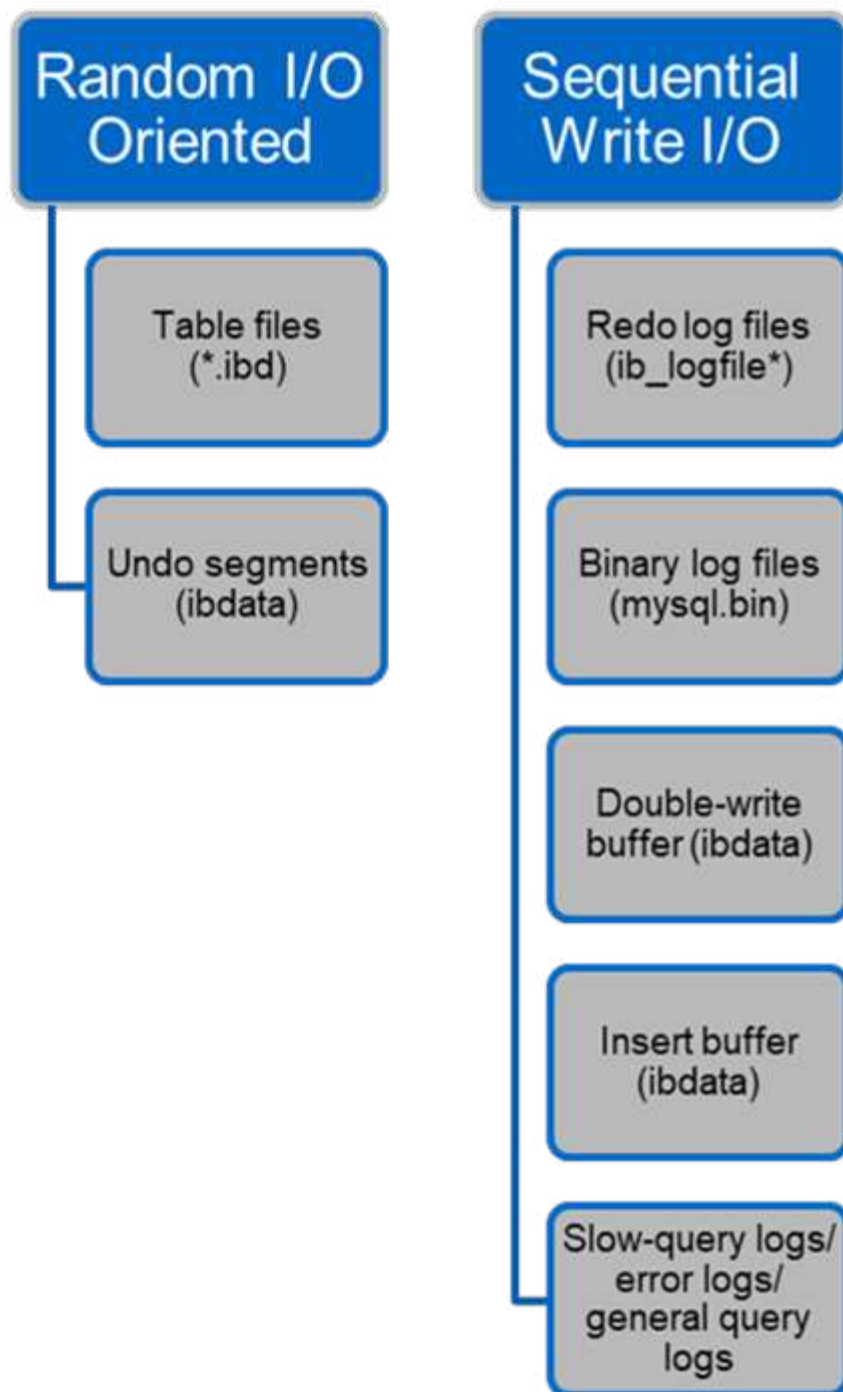 Random I/O
Oriented
Table files
(*.ibd)
Undo segments
(ibdata)
Sequential
Write I/O
Redo log files
(ib_logfile*)
Binary log files
(mysql.bin)
Double-write
buffer (ibdata)
Insert buffer
(ibdata)
Slow-query logs/
error logs/
general query
logs